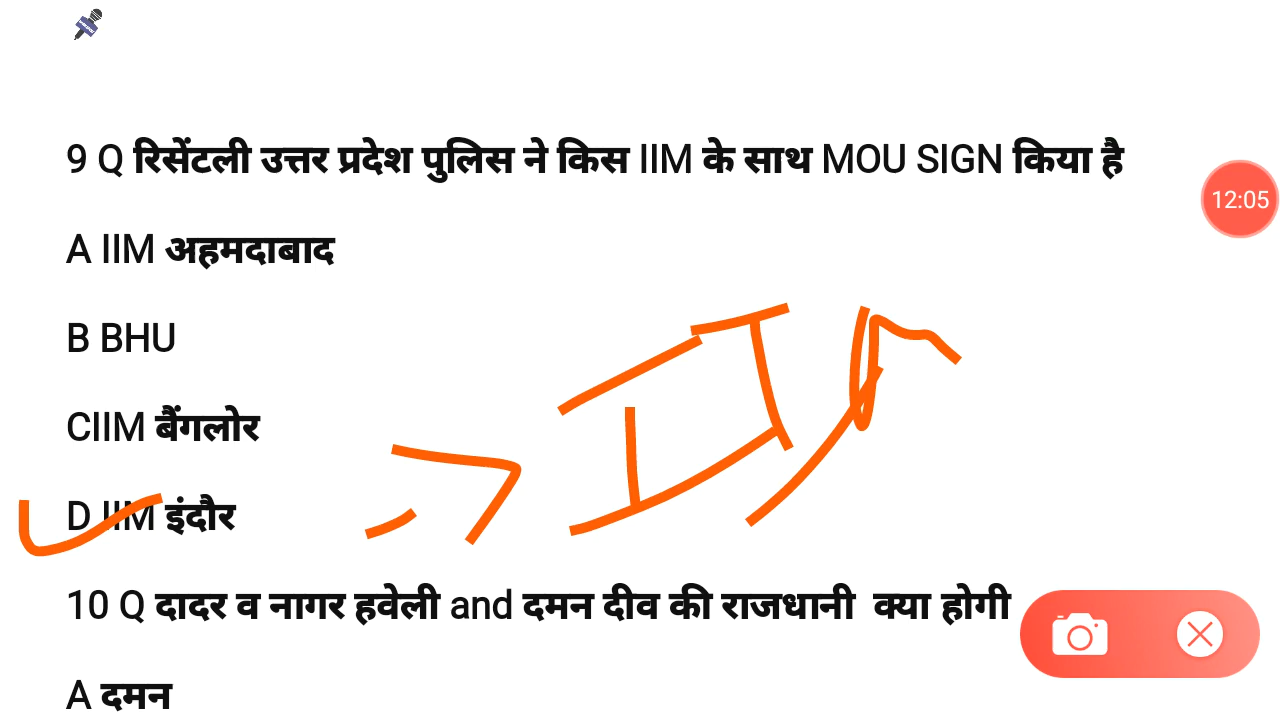 9 Q रिसेंटली उत्तर प्रदेश पुलिस ने किस IIM के साथ MOU SIGN किया है
12:05
A IIM अहमदाबाद
B BHU
CIIM बैंगलोर
D IIM इंदौर
10 Q दादर व नागर हवेली and दमन दीव की राजधानी क्या होगी
A दमन